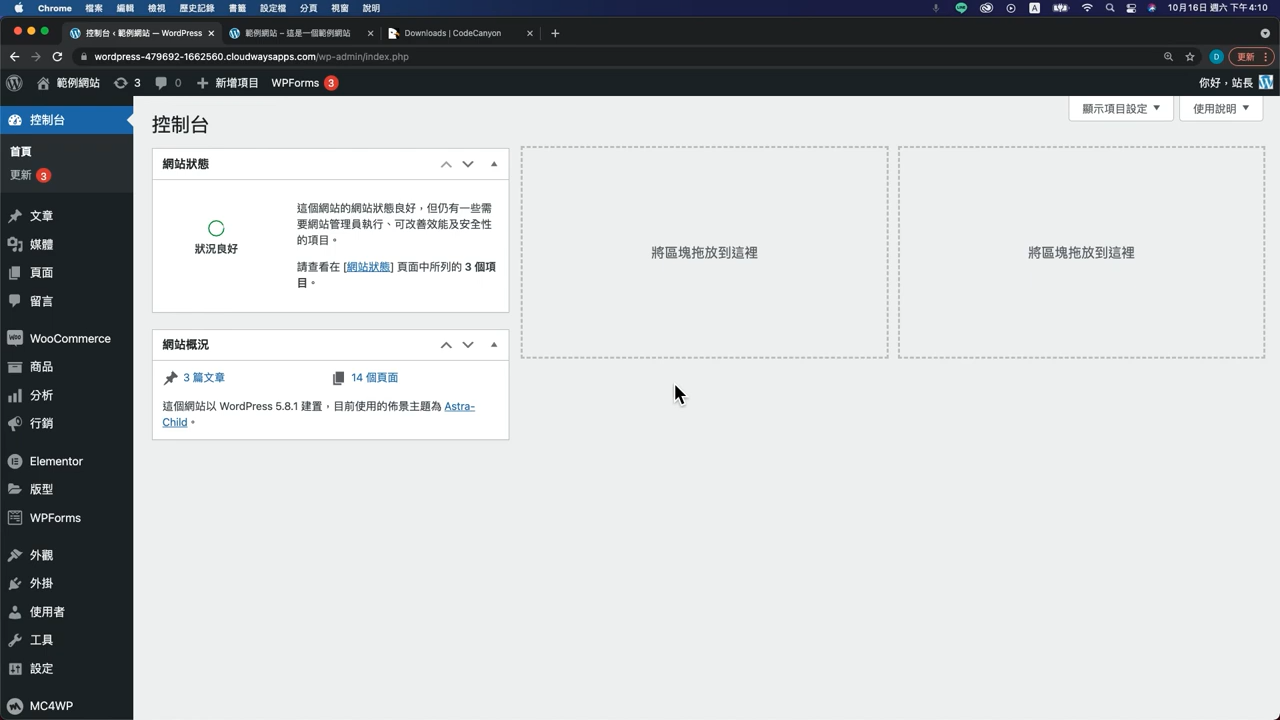 Chrome 檔案 編輯 檢視 歷史記錄 書籤 設定檔 分頁 視窗 說明
A
10月16日 週六 下午4:10
控制台 ‹ 範例網站 — WordPress
範例網站 – 這是一個範例網站
Downloads | CodeCanyon
wordpress-479692-1662560.cloudwaysapps.com/wp-admin/index.php
D
更新
範例網站
3
0
新增項目
WPForms 3
你好，站長
控制台
首頁
更新 3
文章
媒體
頁面
留言
WooCommerce
商品
分析
行銷
Elementor
版型
WPForms
外觀
外掛
使用者
工具
設定
MC4WP
顯示項目設定
使用說明
控制台
網站狀態
狀況良好
這個網站的網站狀態良好，但仍有一些需
要網站管理員執行、可改善效能及安全性
的項目。
請查看在 [網站狀態] 頁面中所列的 3 個項
目。
網站概況
3 篇文章
14 個頁面
這個網站以 WordPress 5.8.1 建置，目前使用的佈景主題為 Astra-
Child。
將區塊拖放到這裡
將區塊拖放到這裡